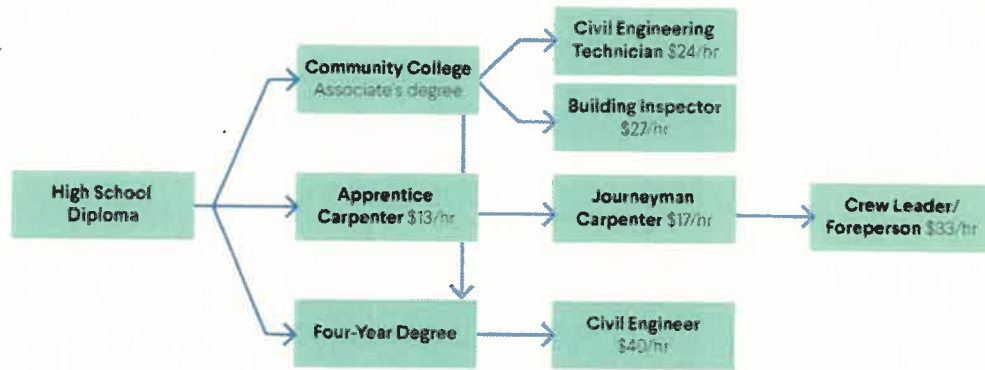 Civil Engineering
Technician $24/hr
Community College
Associate's degree
Building Inspector
$27/hr
High School
Diploma
Apprentice
Carpenter $13/hr
Journeyman
Carpenter $17/hr
Crew Leader/
Foreperson $33/hr
Four-Year Degree
Civil Engineer
$40/hr